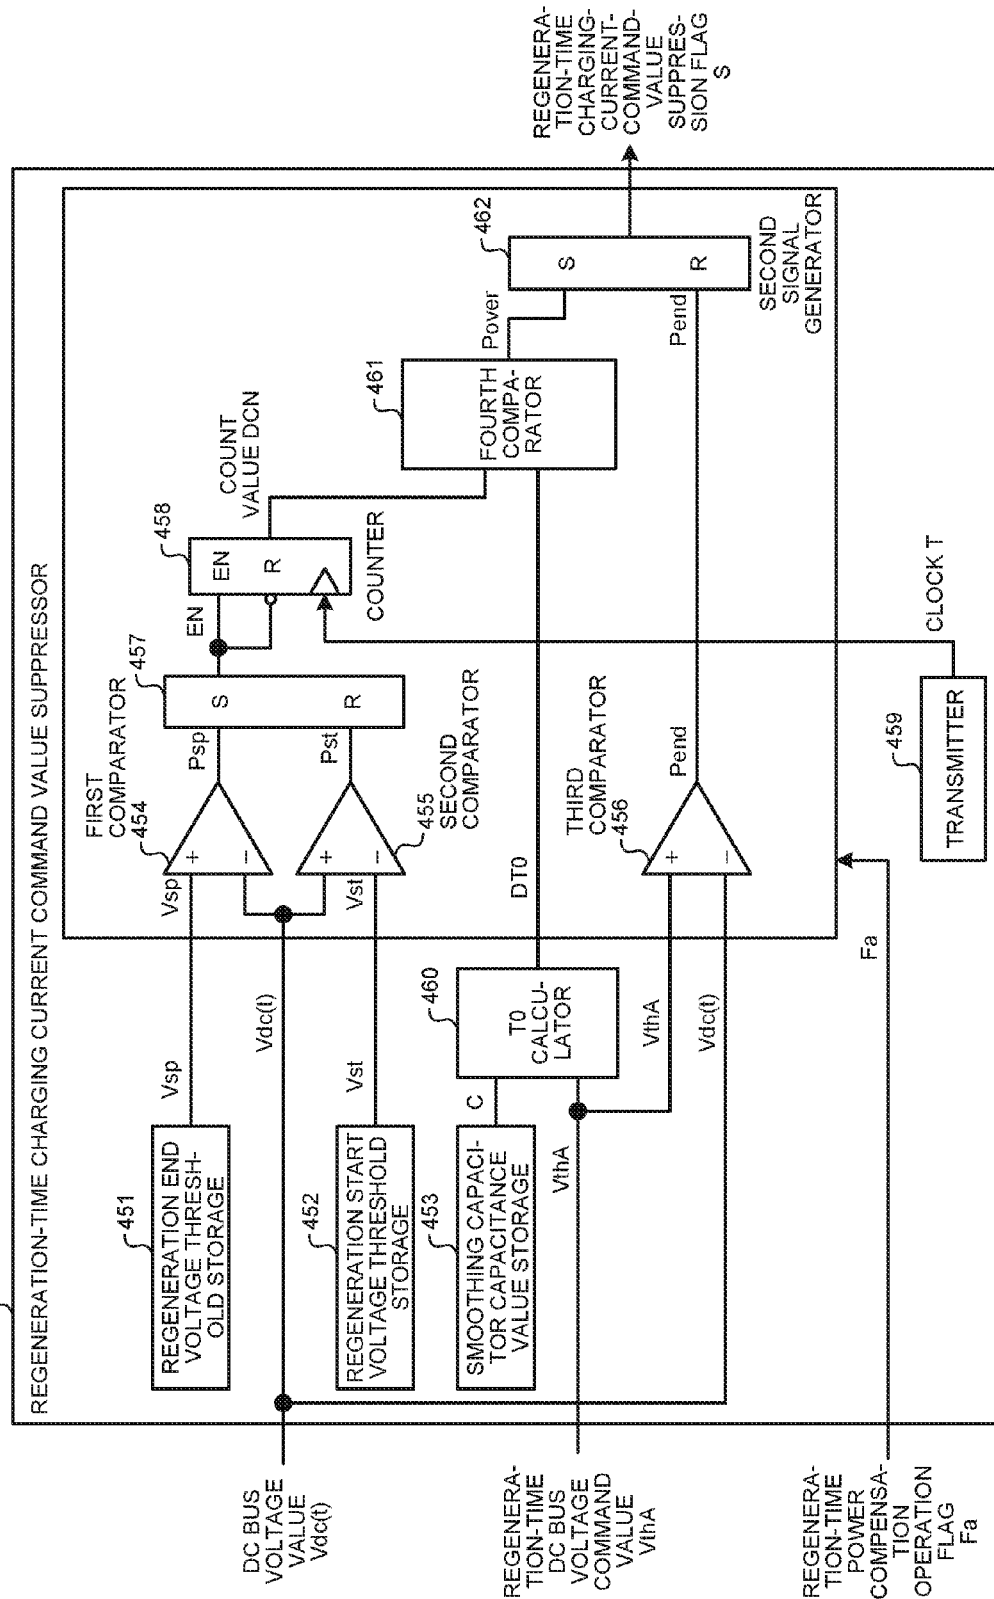 REGENERATION-TIME CHARGING CURRENT COMMAND VALUE SUPPRESSOR
DC BUS
VOLTAGE
VALUE
Vdc(t)
REGENERA-
TION-TIME
DC BUS
VOLTAGE
COMMAND
VALUE
VthA
REGENERA-
TION-TIME
POWER
COMPENSA-
TION
OPERATION
FLAG
Fa
451
REGENERATION END
VOLTAGE THRESH-
OLD STORAGE
452
REGENERATION START
VOLTAGE THRESHOLD
STORAGE
453
SMOOTHING CAPACI-
TOR CAPACITANCE
VALUE STORAGE
Vsp
Vdc(t)
Vst
C
VthA
460
T0
CALCU-
LATOR
VthA
Vdc(t)
Fa
FIRST
COMPARATOR
454
Vsp
+
−
+
−
Vst
455
SECOND
COMPARATOR
DT0
THIRD
COMPARATOR
456
+
−
459
TRANSMITTER
CLOCK T
Psp
Pst
Pend
457
S
R
EN
458
EN
R
COUNTER
COUNT
VALUE DCN
461
FOURTH
COMPA-
RATOR
Pover
Pend
462
S
R
SECOND
SIGNAL
GENERATOR
REGENERA-
TION-TIME
CHARGING-
CURRENT-
COMMAND-
VALUE
SUPPRES-
SION FLAG
S